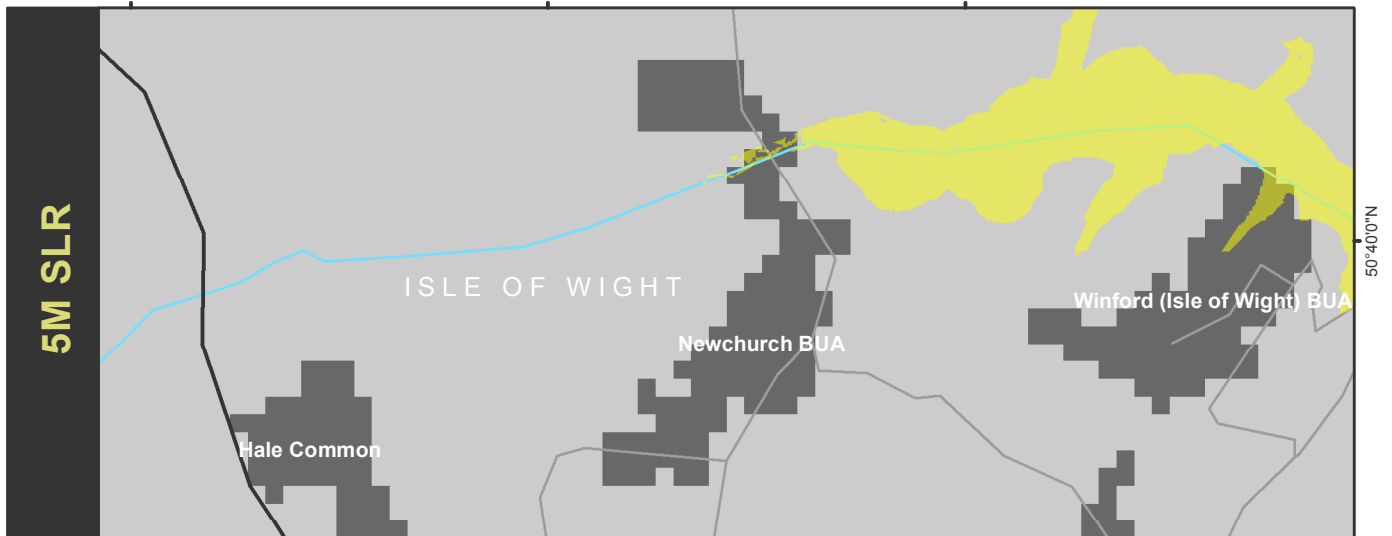 5M SLR
ISLE OF WIGHT
50°40'0"N
Winford (Isle of Wight) BUA
Newchurch BUA
Hale Common